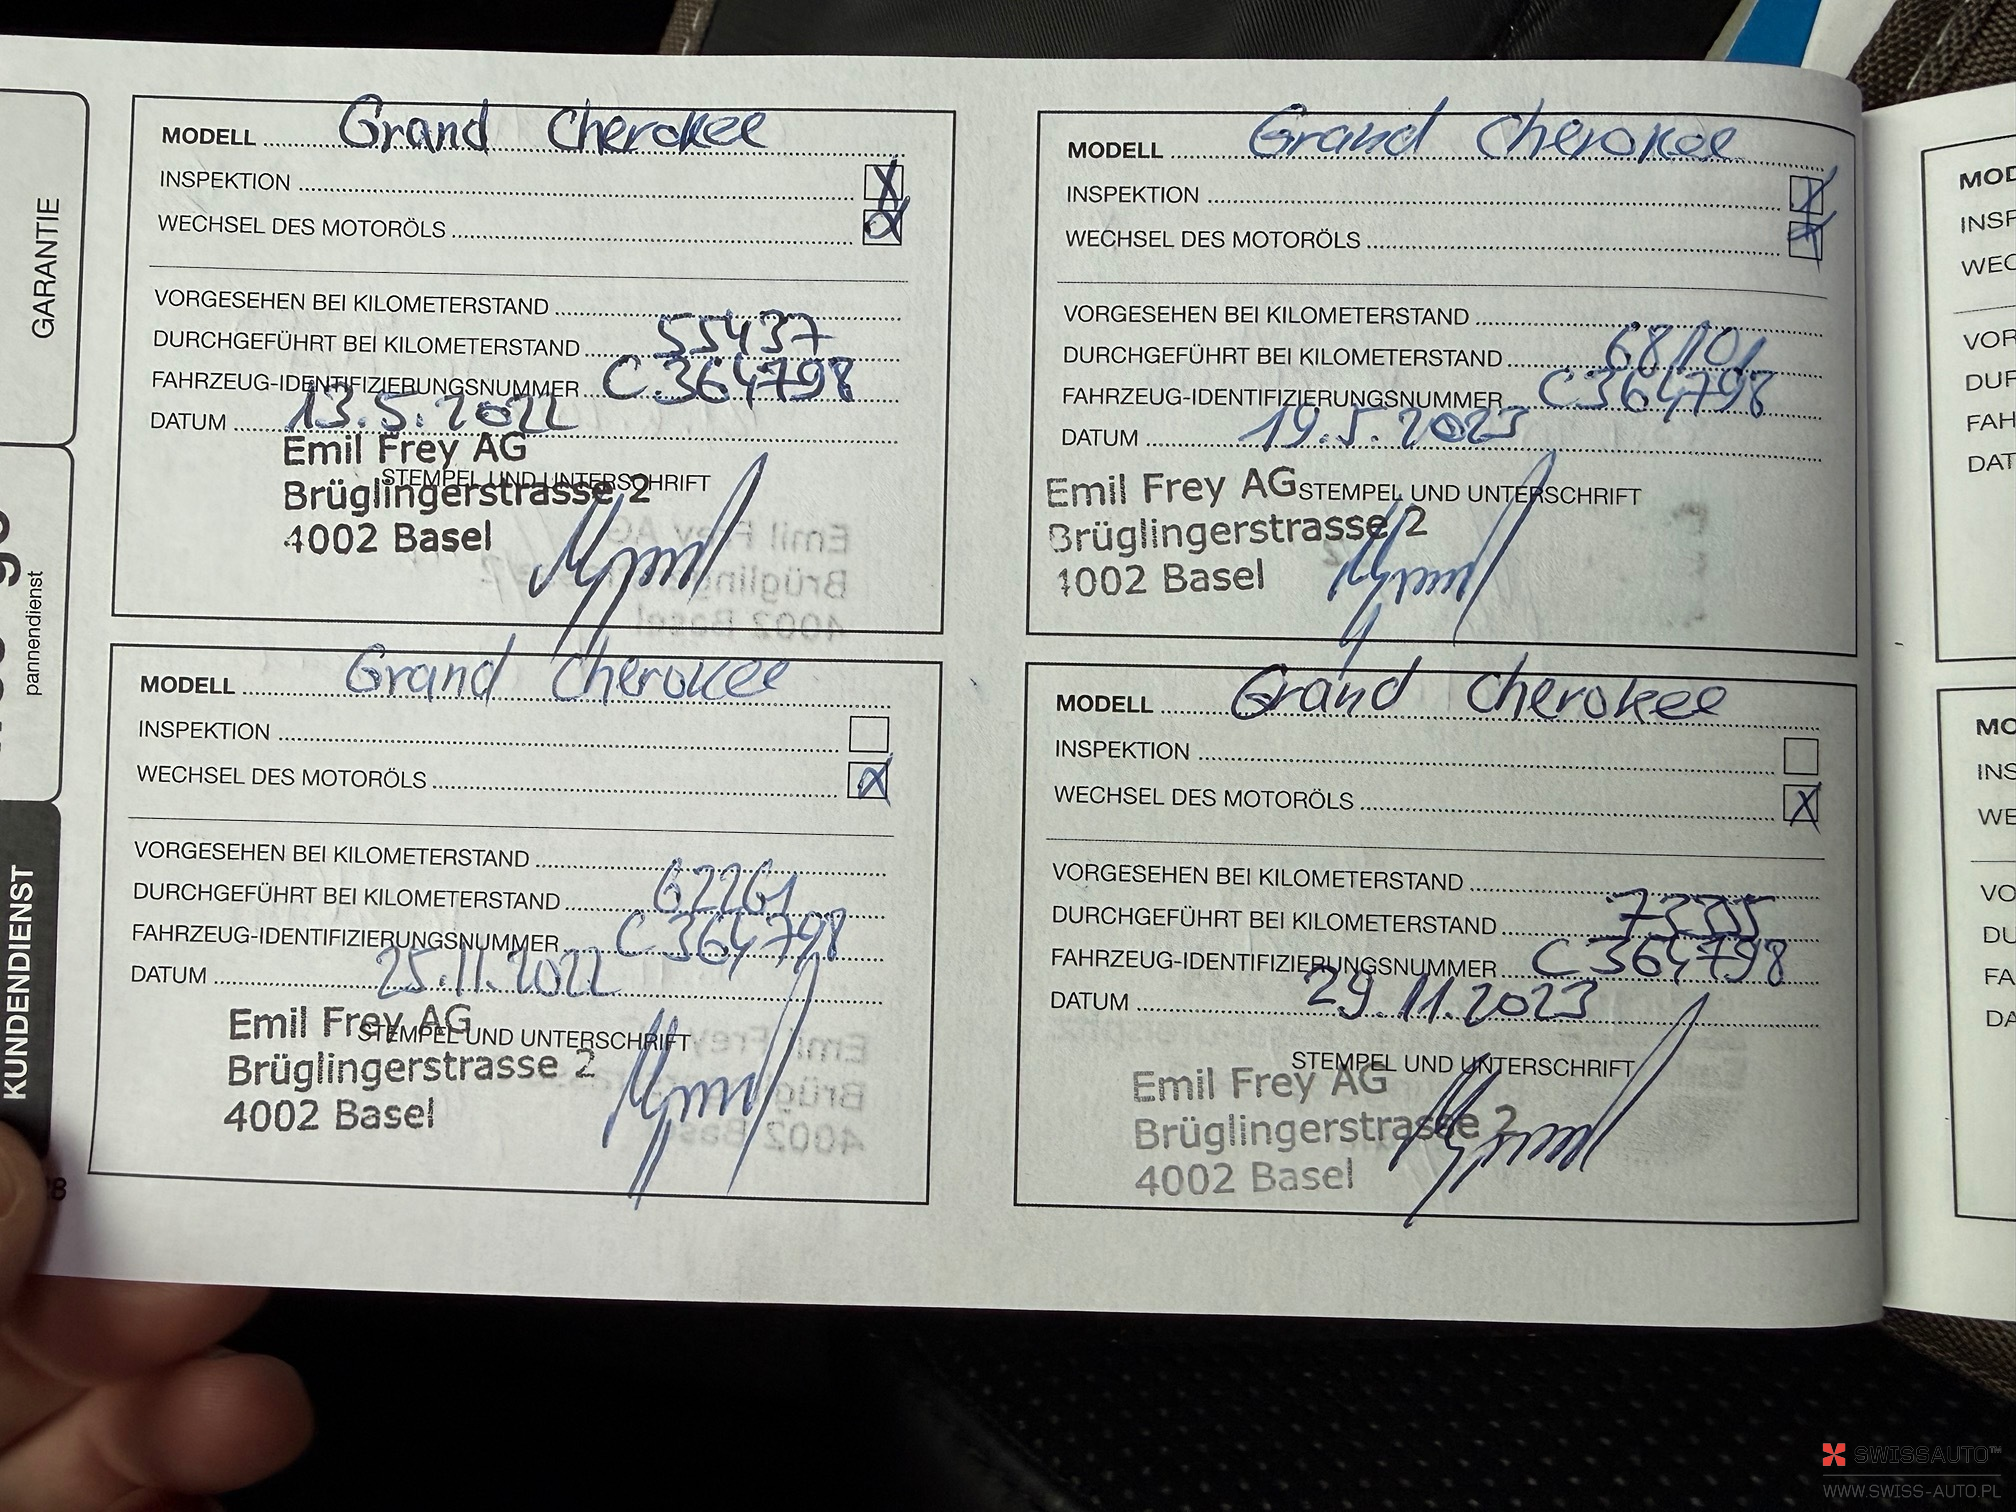 GARANTIE
pannendienst
KUNDENDIENST
MODELL Grand Cherokee
INSPEKTION X
WECHSEL DES MOTORÖLS X
VORGESEHEN BEI KILOMETERSTAND
DURCHGEFÜHRT BEI KILOMETERSTAND 55437
FAHRZEUG-IDENTIFIZIERUNGSNUMMER C364798
DATUM 13.5.2022
STEMPEL UND UNTERSCHRIFT
Emil Frey AG
Brüglingerstrasse 2
4002 Basel
MODELL Grand Cherokee
INSPEKTION
WECHSEL DES MOTORÖLS X
VORGESEHEN BEI KILOMETERSTAND
DURCHGEFÜHRT BEI KILOMETERSTAND 62261
FAHRZEUG-IDENTIFIZIERUNGSNUMMER C364798
DATUM 25.11.2022
STEMPEL UND UNTERSCHRIFT
Emil Frey AG
Brüglingerstrasse 2
4002 Basel
MODELL Grand Cherokee
INSPEKTION X
WECHSEL DES MOTORÖLS X
VORGESEHEN BEI KILOMETERSTAND
DURCHGEFÜHRT BEI KILOMETERSTAND 68101
FAHRZEUG-IDENTIFIZIERUNGSNUMMER C364798
DATUM 19.5.2023
STEMPEL UND UNTERSCHRIFT
Emil Frey AG
Brüglingerstrasse 2
4002 Basel
MODELL Grand Cherokee
INSPEKTION
WECHSEL DES MOTORÖLS X
VORGESEHEN BEI KILOMETERSTAND
DURCHGEFÜHRT BEI KILOMETERSTAND
FAHRZEUG-IDENTIFIZIERUNGSNUMMER C364798
DATUM 29.11.2023
STEMPEL UND UNTERSCHRIFT
Emil Frey AG
Brüglingerstrasse 2
4002 Basel
SWISSAUTO™
WWW.SWISS-AUTO.PL